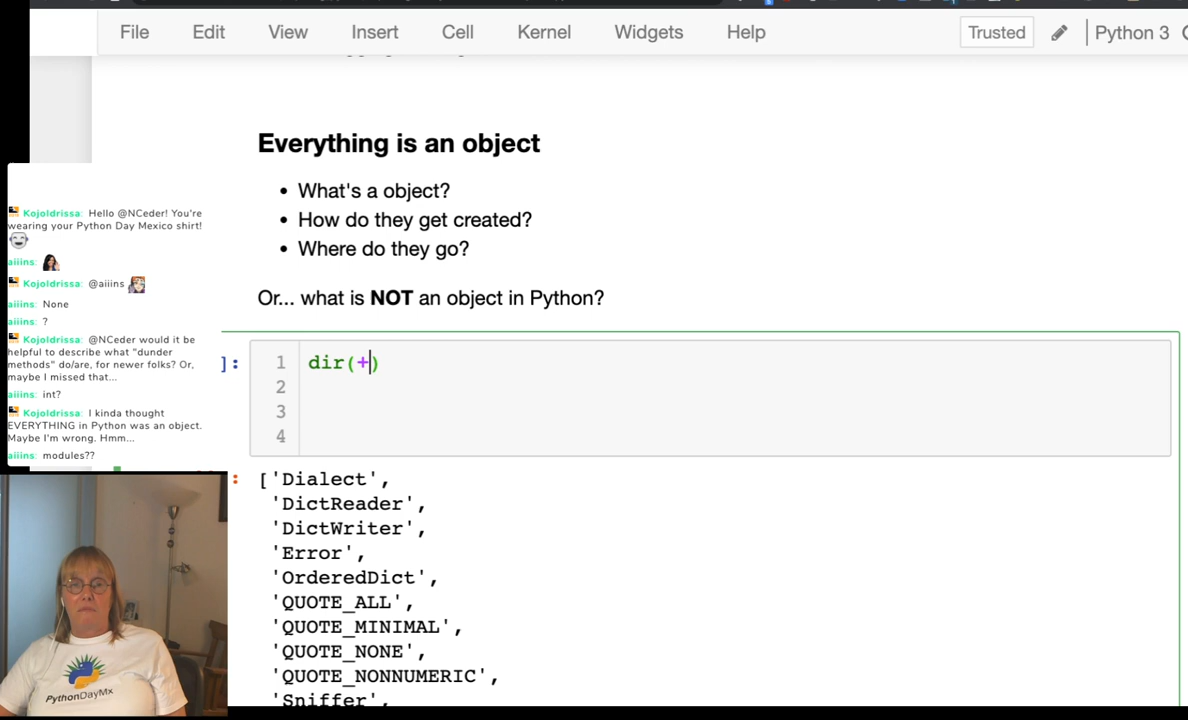 File Edit View Insert Cell Kernel Widgets Help Trusted Python 3
Everything is an object
• What's a object?
• How do they get created?
• Where do they go?
Or... what is NOT an object in Python?
]:
1 dir(+)
2
3
4
:
['Dialect',
'DictReader',
'DictWriter',
'Error',
'OrderedDict',
'QUOTE_ALL',
'QUOTE_MINIMAL',
'QUOTE_NONE',
'QUOTE_NONNUMERIC',
'Sniffer',
KojoIdrissa: Hello @NCeder! You're
wearing your Python Day Mexico shirt!
aiiins:
KojoIdrissa: @aiiins
aiiins: None
aiiins: ?
KojoIdrissa: @NCeder would it be
helpful to describe what "dunder
methods" do/are, for newer folks? Or,
maybe I missed that...
aiiins: int?
KojoIdrissa: I kinda thought
EVERYTHING in Python was an object.
Maybe I'm wrong. Hmm...
aiiins: modules??
PythonDayMx